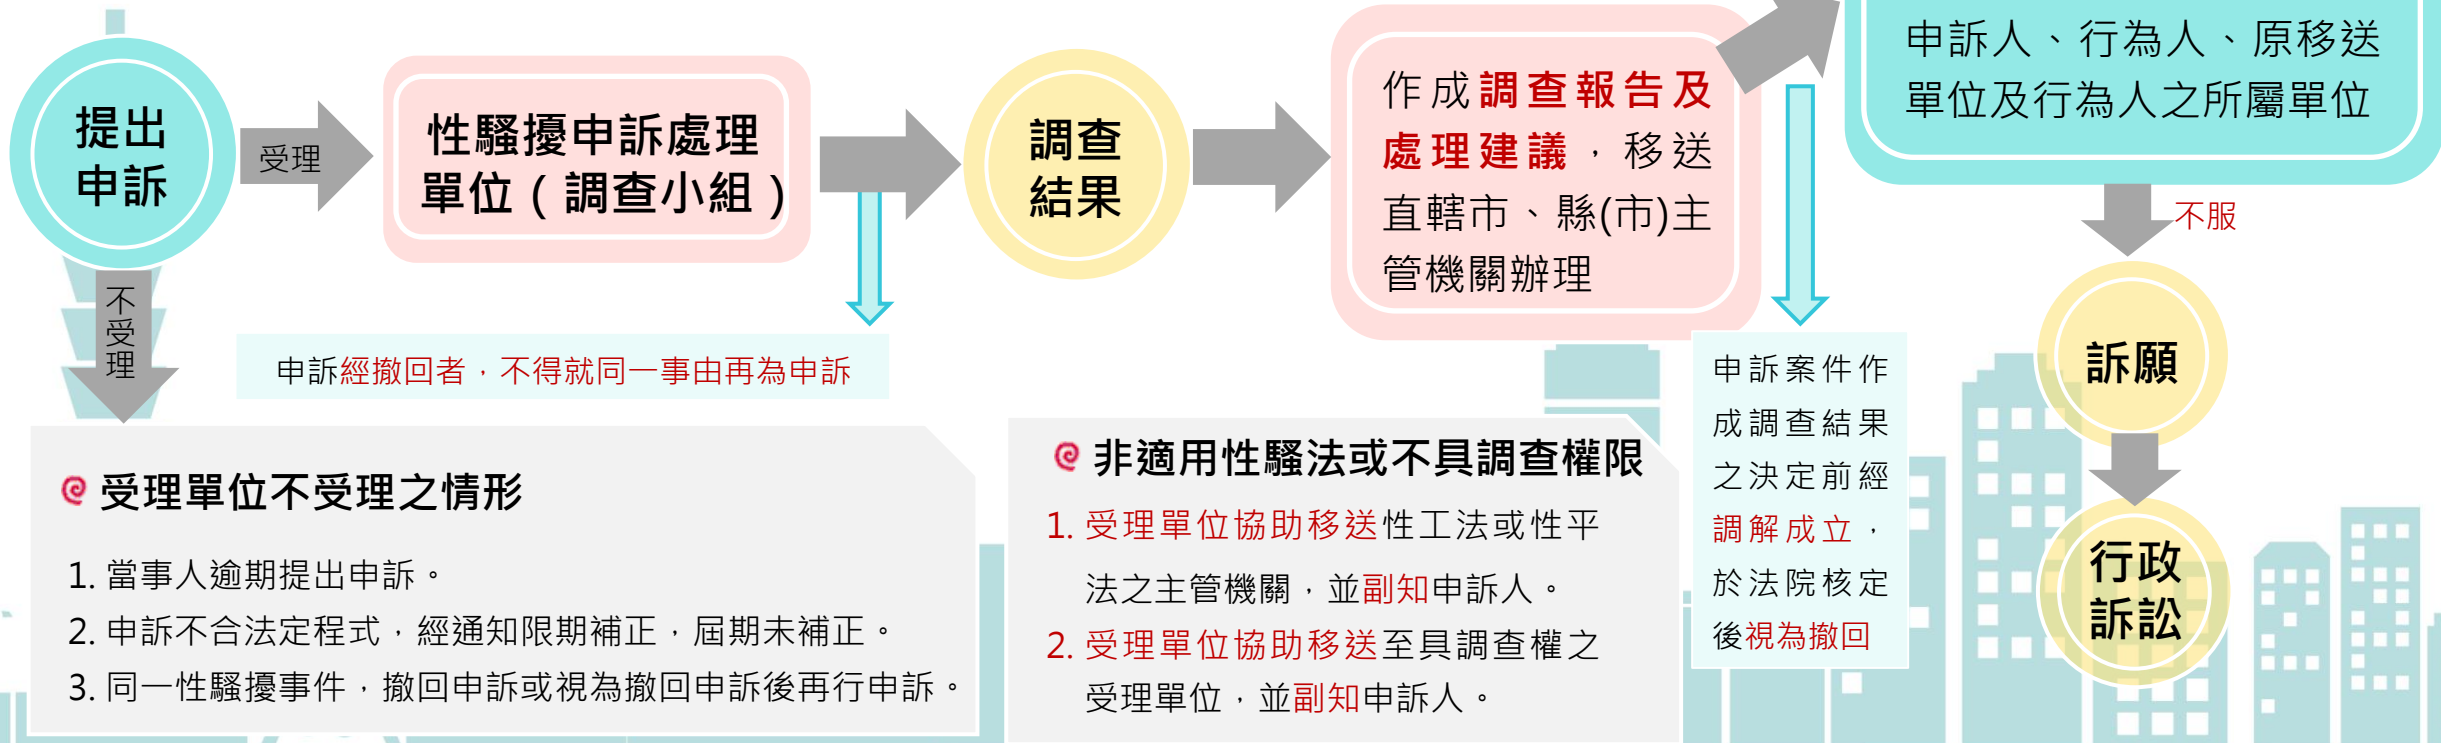 提出
申訴
受理
性騷擾申訴處理
單位（調查小組）
調查
結果
作成調查報告及
處理建議，移送
直轄市、縣(市)主
管機關辦理
申訴人、行為人、原移送
單位及行為人之所屬單位
不服
訴願
行政
訴訟
不受理
申訴經撤回者，不得就同一事由再為申訴
受理單位不受理之情形
1. 當事人逾期提出申訴。
2. 申訴不合法定程式，經通知限期補正，屆期未補正。
3. 同一性騷擾事件，撤回申訴或視為撤回申訴後再行申訴。
非適用性騷法或不具調查權限
1. 受理單位協助移送性工法或性平
法之主管機關，並副知申訴人。
2. 受理單位協助移送至具調查權之
受理單位，並副知申訴人。
申訴案件作
成調查結果
之決定前經
調解成立，
於法院核定
後視為撤回